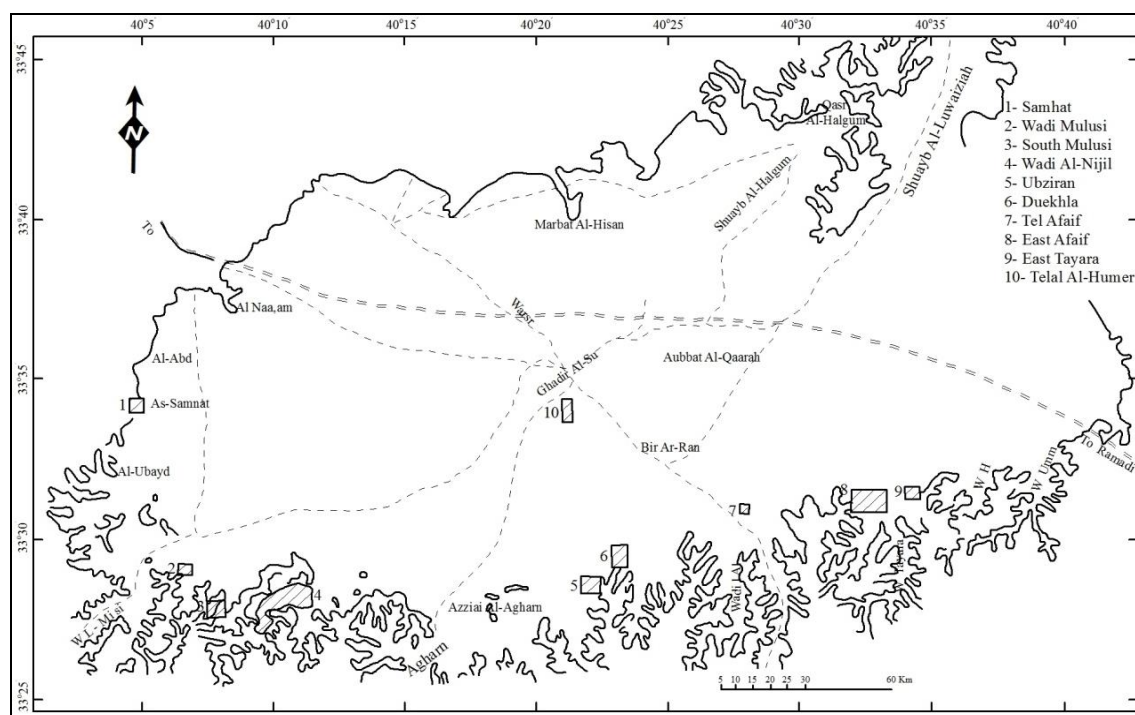 40°5' 40°10' 40°15' 40°21' 40°25' 40°30' 40°35' 40°40'
33°45'
33°40'
33°35'
33°30'
33°25'
N
Qasr
Al-Halgum
Shuayb Al-Luwaiziah
1- Samhat
2- Wadi Mulusi
3- South Mulusi
4- Wadi Al-Nijil
5- Ubziran
6- Duekhla
7- Tel Afaif
8- East Afaif
9- East Tayara
10- Telal Al-Humer
Shuayb Al-Halgum
To
Marbat Al-Hisan
Al Naa,am
Warsr
Al-Abd
Aubbat Al-Qaarah
Ghadir Al-Su
1
As-Samnat
10
Bir Ar-Ran
To Ramadi
Al-Ubayd
W H
W Umm
8
9
7
6
2
5
4
3
Wadi
Tayara
Azziai Al-Agharn
Agharn
5 10 15 20 25 30 60 Km